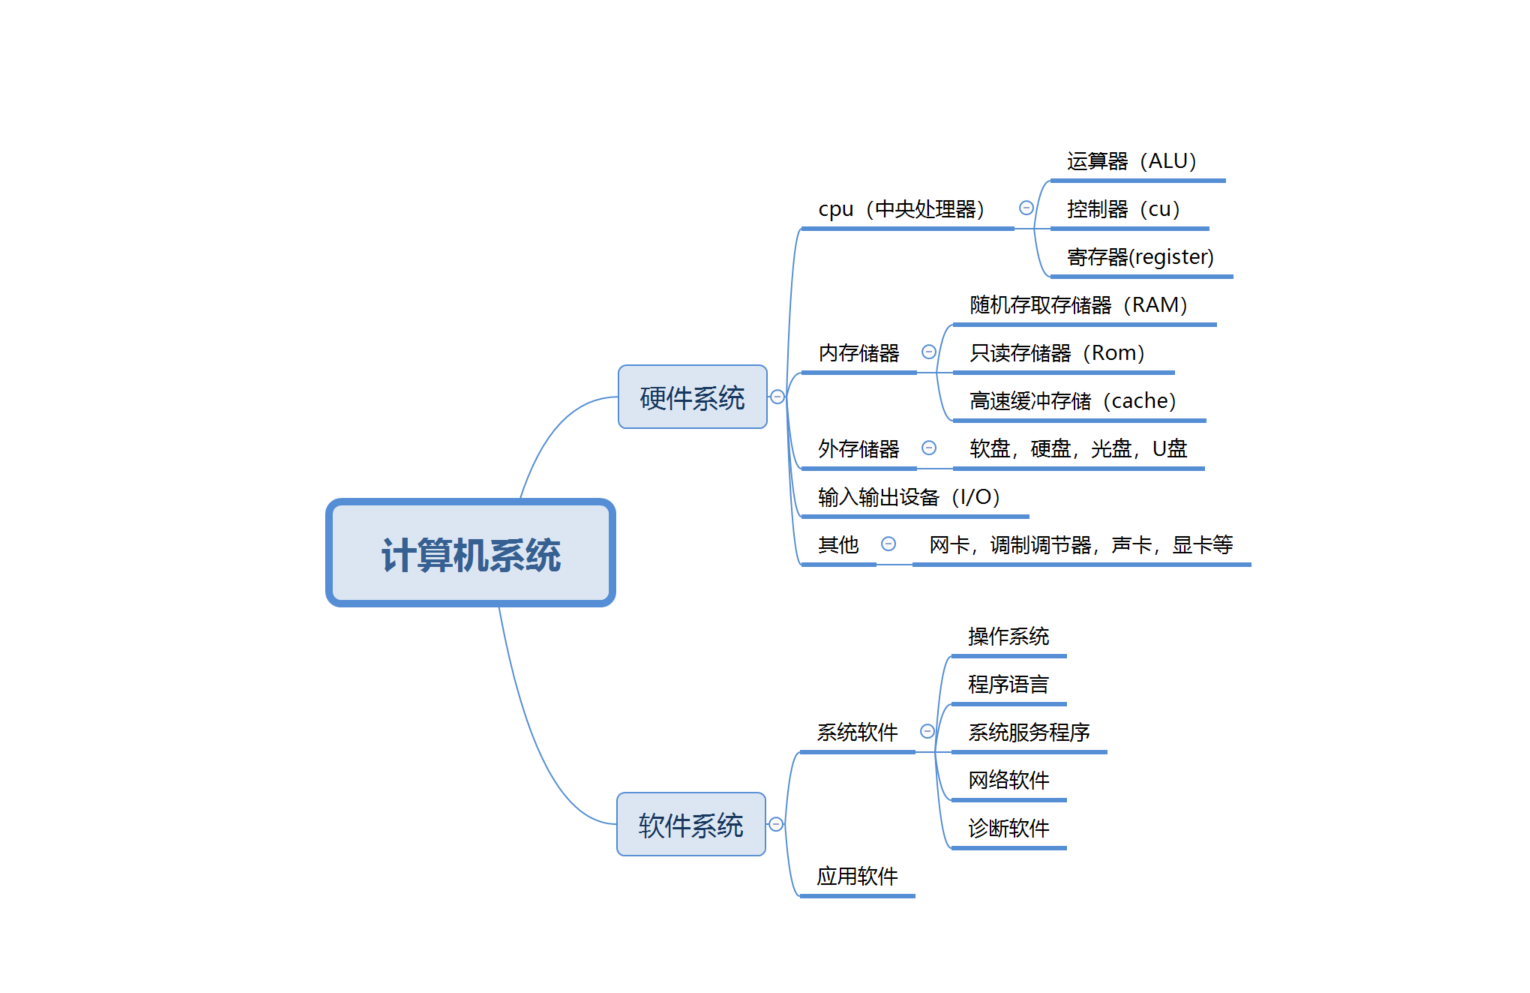 计算机系统
硬件系统
cpu（中央处理器）
运算器（ALU）
控制器（cu）
寄存器(register)
内存储器
随机存取存储器（RAM）
只读存储器（Rom）
高速缓冲存储（cache）
外存储器
软盘，硬盘，光盘，U盘
输入输出设备（I/O）
其他
网卡，调制调节器，声卡，显卡等
软件系统
系统软件
操作系统
程序语言
系统服务程序
网络软件
诊断软件
应用软件